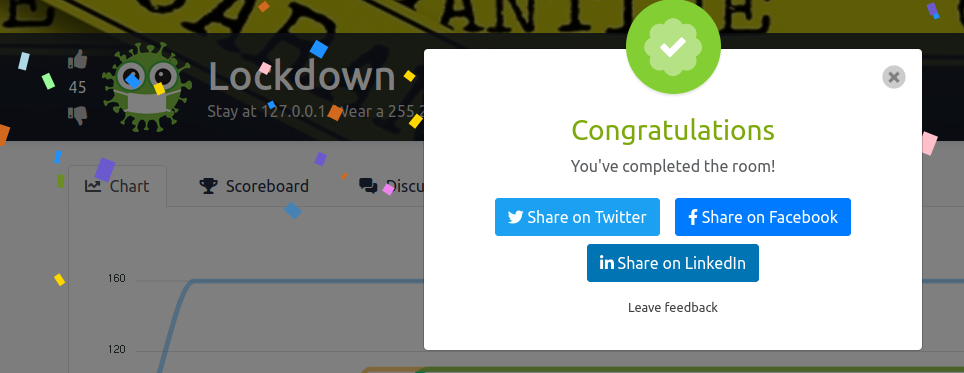 45
Lockdown
Stay at 127.0.0.1. Wear a 255.2
Chart
Scoreboard
Discu
160
120
Congratulations
You've completed the room!
Share on Twitter
Share on Facebook
Share on LinkedIn
Leave feedback